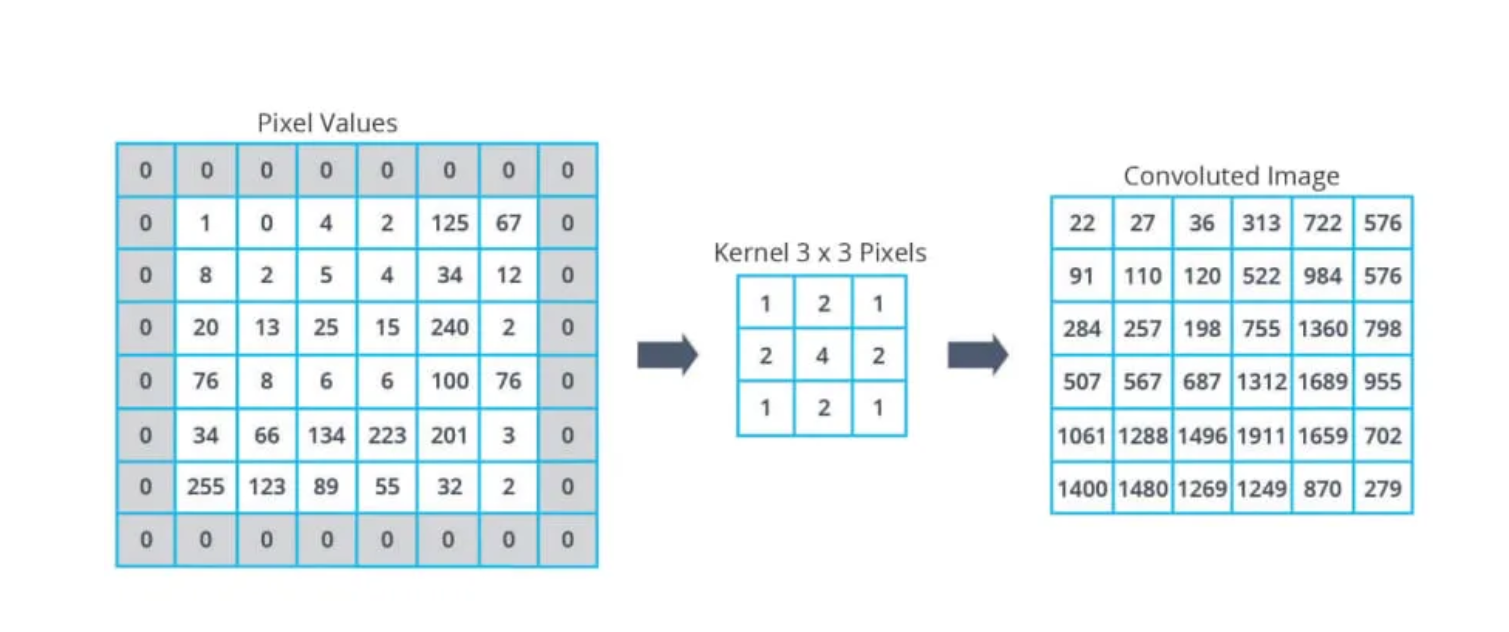 Pixel Values
0 0 0 0 0 0 0 0
0 1 0 4 2 125 67 0
0 8 2 5 4 34 12 0
0 20 13 25 15 240 2 0
0 76 8 6 6 100 76 0
0 34 66 134 223 201 3 0
0 255 123 89 55 32 2 0
0 0 0 0 0 0 0 0
Kernel 3 x 3 Pixels
1 2 1
2 4 2
1 2 1
Convoluted Image
22 27 36 313 722 576
91 110 120 522 984 576
284 257 198 755 1360 798
507 567 687 1312 1689 955
1061 1288 1496 1911 1659 702
1400 1480 1269 1249 870 279